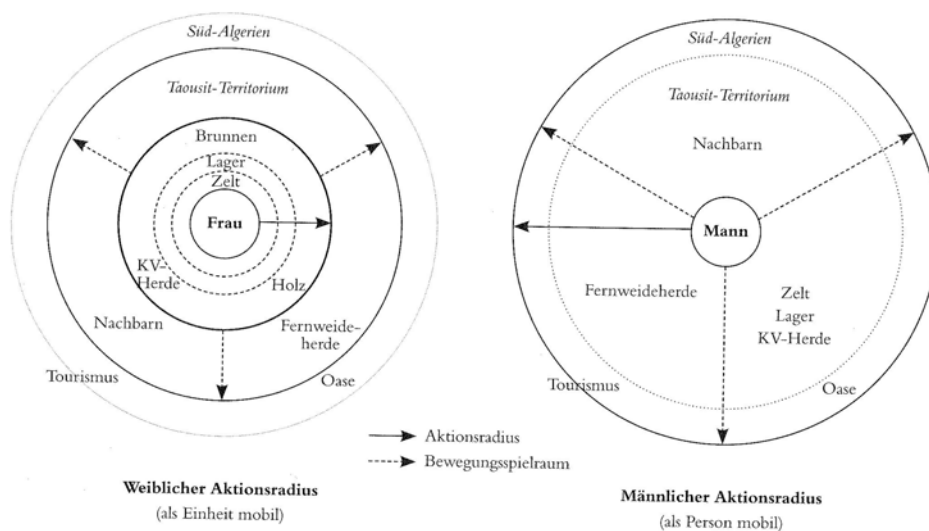 Süd-Algerien
Taousit-Territorium
Brunnen
Lager
Zelt
Frau
KV-
Herde
Holz
Nachbarn
Fernweide-
herde
Tourismus
Oase
Weiblicher Aktionsradius
(als Einheit mobil)
Süd-Algerien
Taousit-Territorium
Nachbarn
Mann
Fernweideherde
Zelt
Lager
KV-Herde
Tourismus
Oase
Aktionsradius
Bewegungsspielraum
Männlicher Aktionsradius
(als Person mobil)